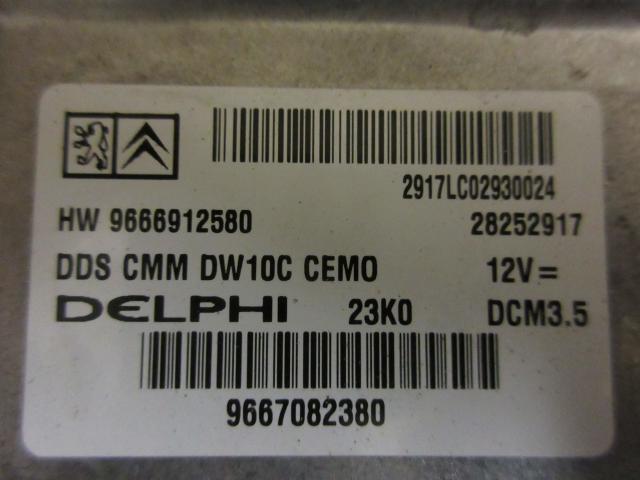 2917LC02930024
HW 9666912580 28252917
DDS CMM DW10C CEMO 12V=
DELPHI 23K0 DCM3.5
9667082380